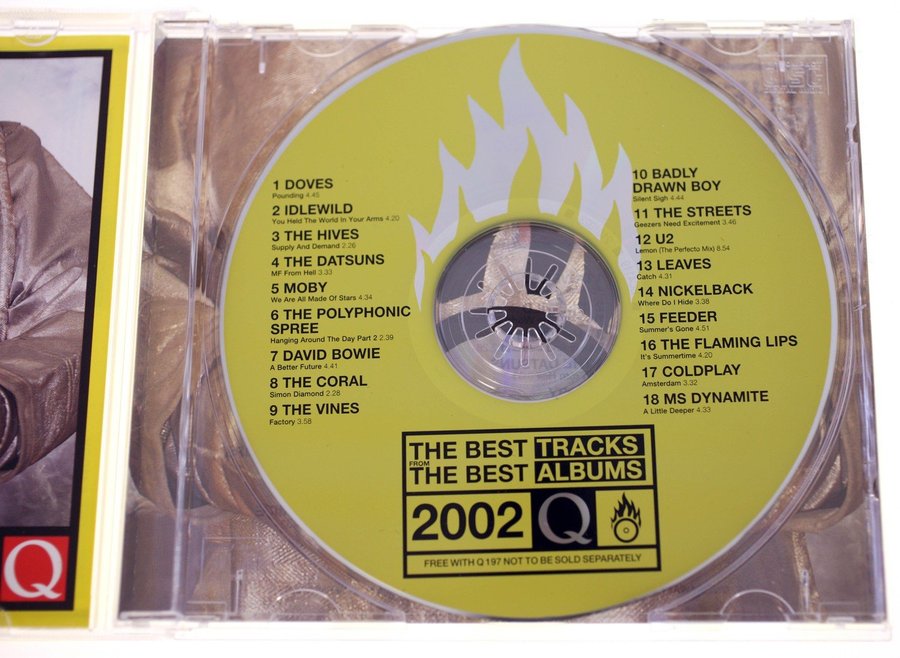 1 DOVES
Pounding 4.45
2 IDLEWILD
You Held The World In Your Arms 4.20
3 THE HIVES
Supply And Demand 2.26
4 THE DATSUNS
MF From Hell 3.33
5 MOBY
We Are All Made Of Stars 4.34
6 THE POLYPHONIC
SPREE
Hanging Around The Day Part 2 2.39
7 DAVID BOWIE
A Better Future 4.41
8 THE CORAL
Simon Diamond 2.28
9 THE VINES
Factory 3.58
10 BADLY
DRAWN BOY
Silent Sigh 4.44
11 THE STREETS
Geezers Need Excitement 3.46
12 U2
Lemon (The Perfecto Mix) 8.54
13 LEAVES
Catch 4.31
14 NICKELBACK
Where Do I Hide 3.38
15 FEEDER
Summer's Gone 4.51
16 THE FLAMING LIPS
It's Summertime 4.20
17 COLDPLAY
Amsterdam 3.32
18 MS DYNAMITE
A Little Deeper 4.33
THE BEST TRACKS
FROM
THE BEST ALBUMS
2002 Q
FREE WITH Q 197 NOT TO BE SOLD SEPARATELY
Q